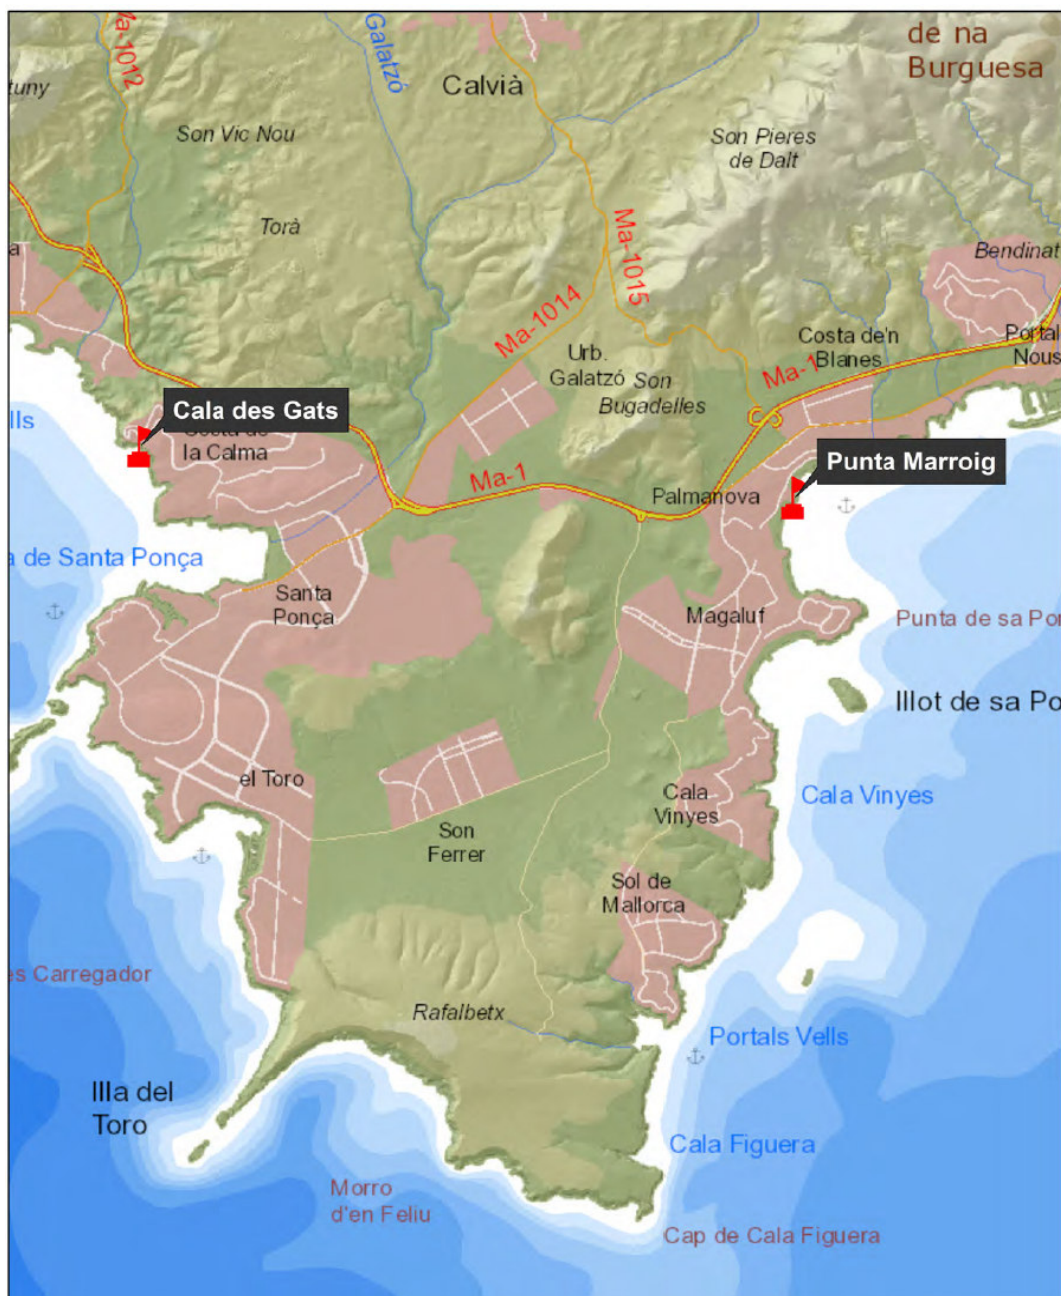 Ma-1012
Galatzó
de na
Burguesa
Calvià
tuny
Son Vic Nou
Son Pieres
de Dalt
Torà
Ma-1015
Bendinat
a
Ma-1014
Costa de'n
Blanes
Portal
Nous
Urb.
Galatzó
Son
Bugadelles
Ma-1
Cala des Gats
lls
Costa de
la Calma
Punta Marroig
Ma-1
Palmanova
a de Santa Ponça
Santa
Ponça
Magaluf
Punta de sa Por
Illot de sa Po
el Toro
Cala
Vinyes
Cala Vinyes
Son
Ferrer
Sol de
Mallorca
es Carregador
Rafalbetx
Portals Vells
Illa del
Toro
Cala Figuera
Morro
d'en Feliu
Cap de Cala Figuera